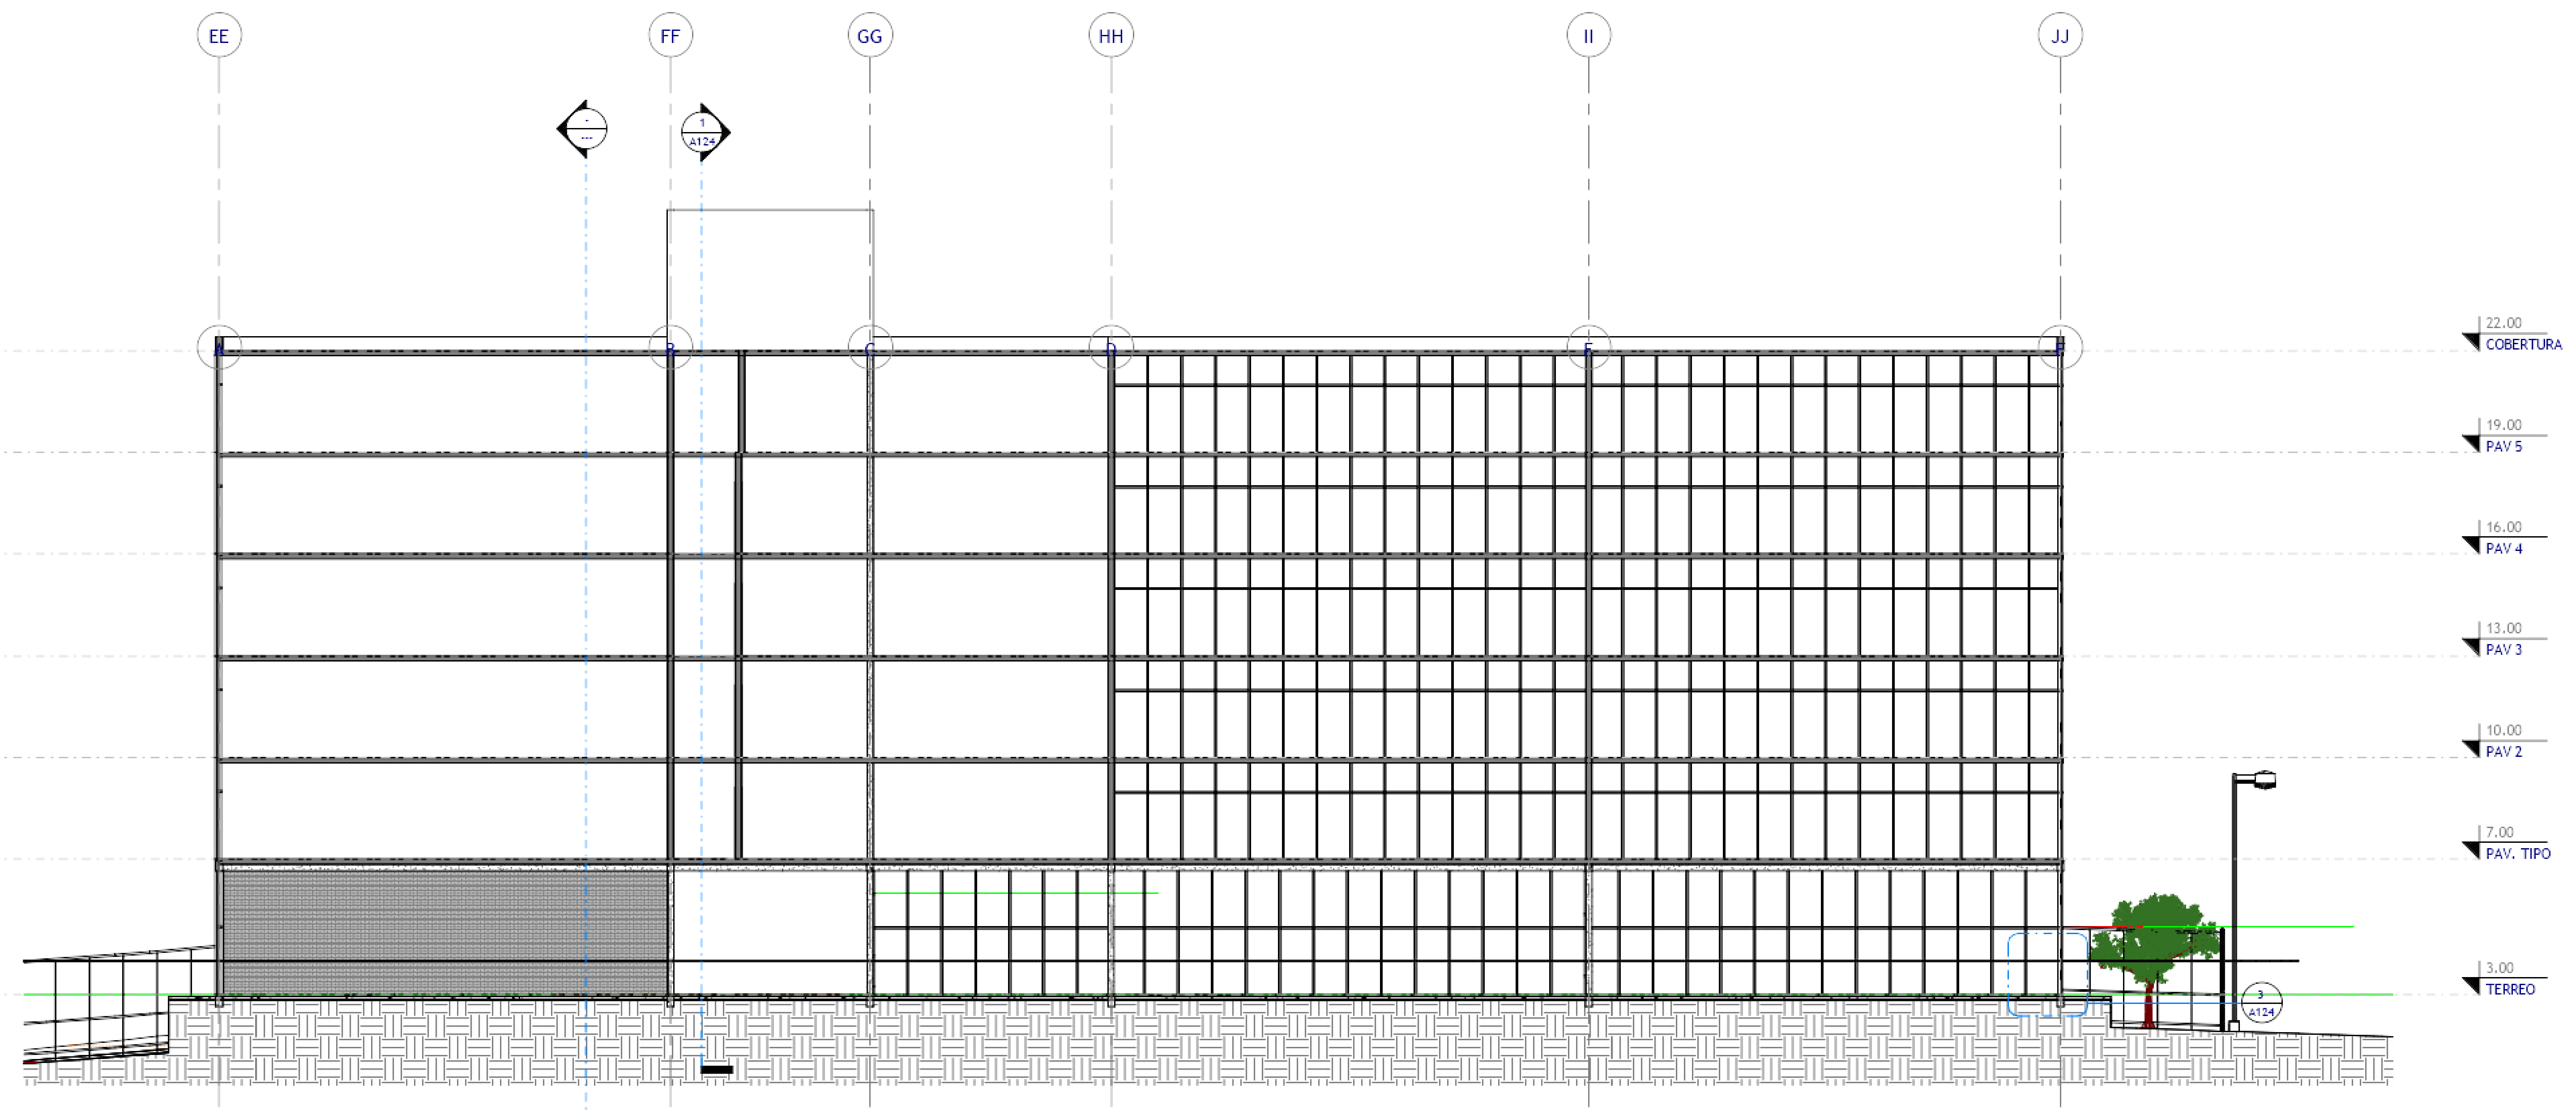 EE FF GG HH II JJ
- 1
--- A124
22.00
A B C D E F
COBERTURA
19.00
PAV 5
16.00
PAV 4
13.00
PAV 3
10.00
PAV 2
7.00
PAV. TIPO
3.00
TERREO
3
A124